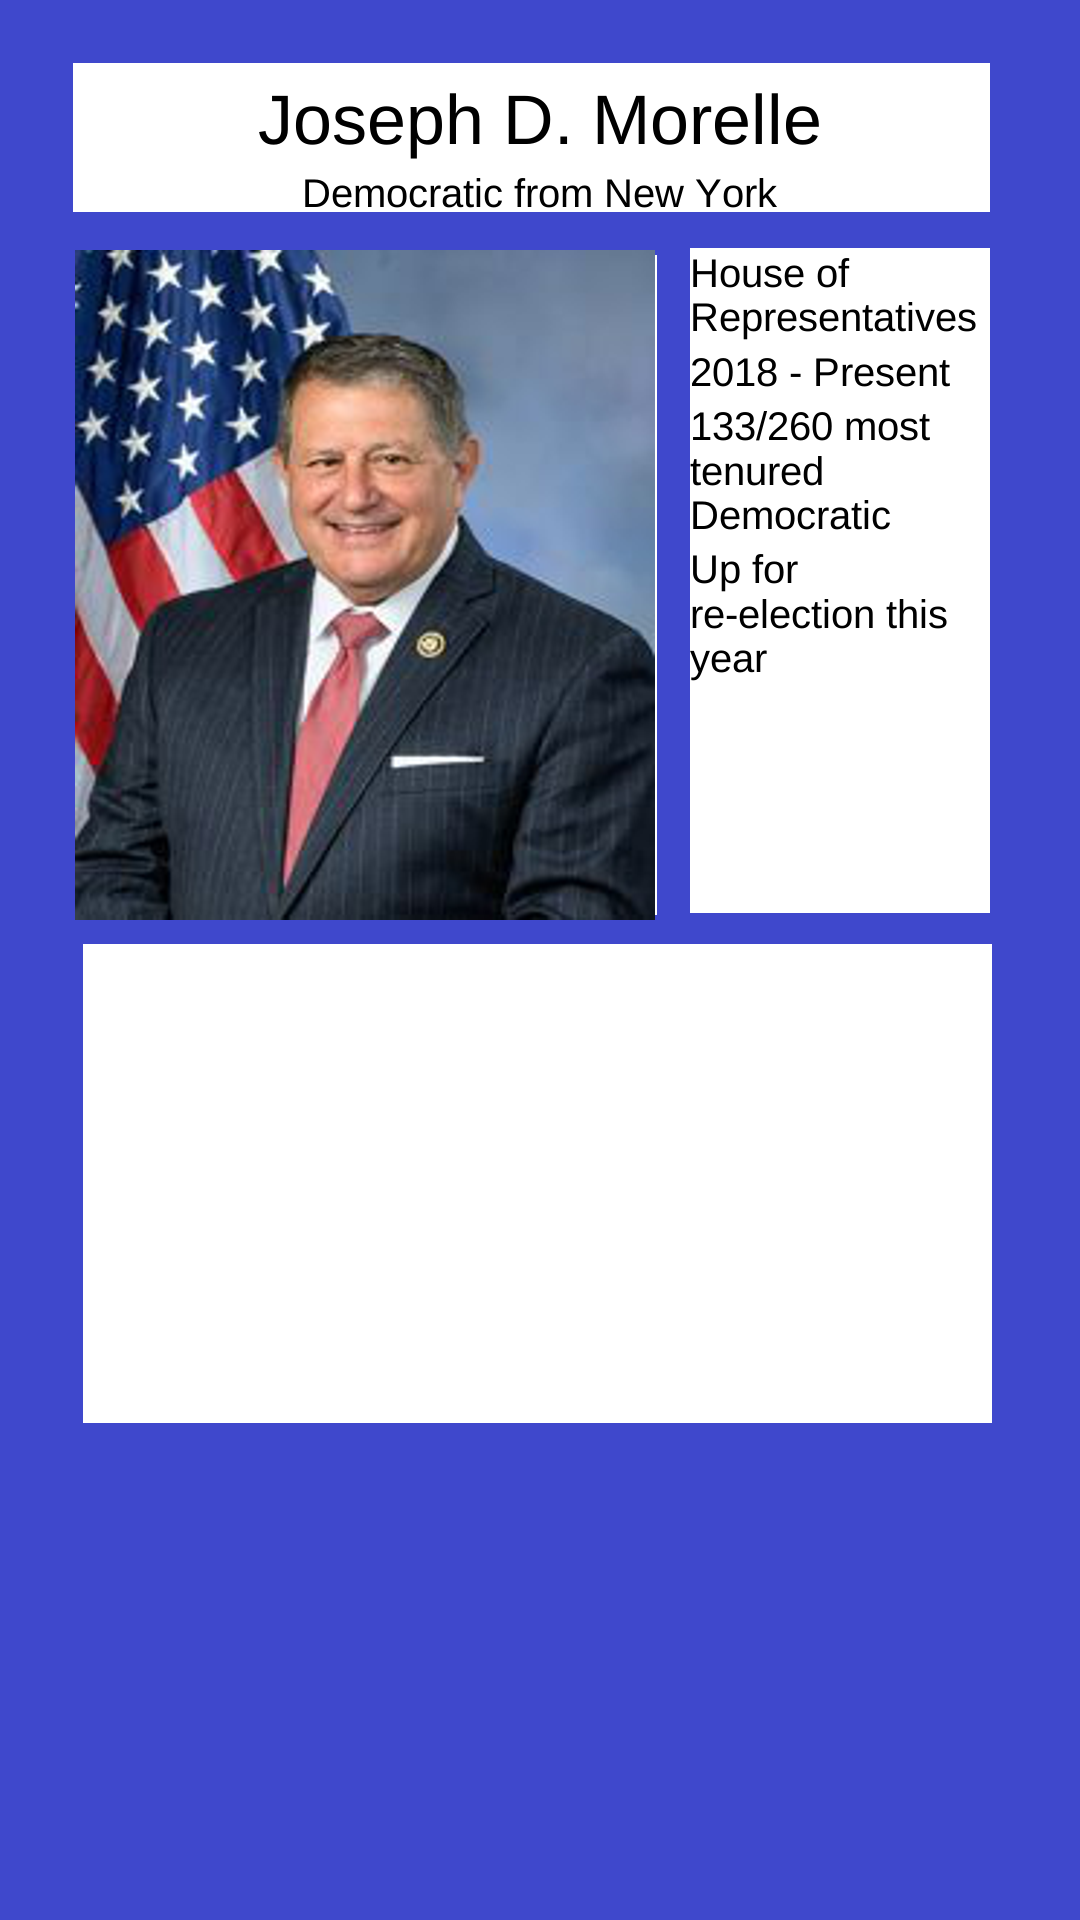 Joseph D. Morelle
Democratic from New York
House of
Representatives
2018 - Present
133/260 most
tenured
Democratic
Up for
re-election this
year